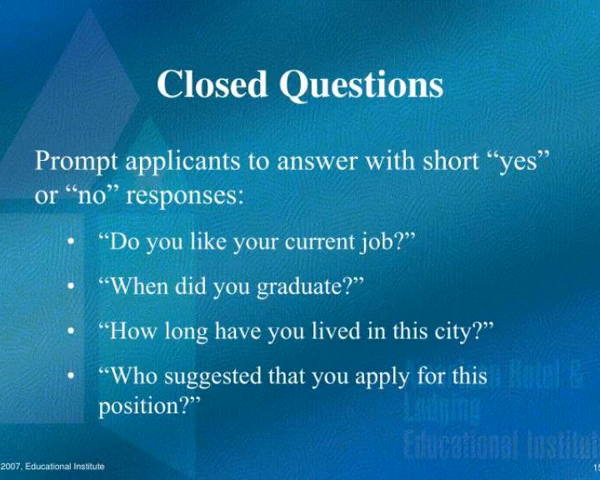 Closed Questions
Prompt applicants to answer with short “yes”
or “no” responses:
• “Do you like your current job?”
• “When did you graduate?”
• “How long have you lived in this city?”
• “Who suggested that you apply for this
position?”
Hotel &
Lodging
Educational Institute
2007, Educational Institute
15